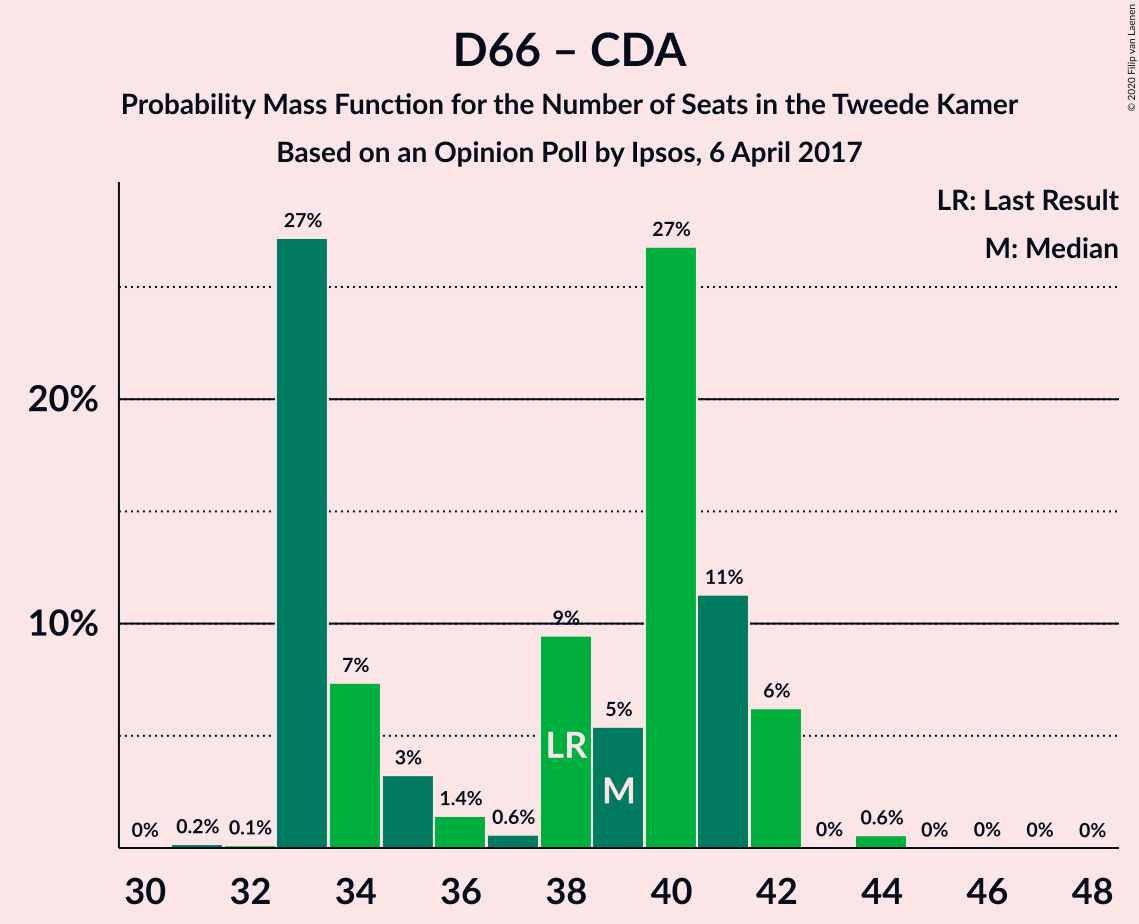 D66 – CDA
Probability Mass Function for the Number of Seats in the Tweede Kamer
Based on an Opinion Poll by Ipsos, 6 April 2017
© 2020 Filip van Laenen
LR: Last Result
M: Median
20%
10%
0%
0.2%
0.1%
27%
7%
3%
1.4%
0.6%
9%
5%
27%
11%
6%
0%
0.6%
0%
0%
0%
0%
LR
M
30 32 34 36 38 40 42 44 46 48